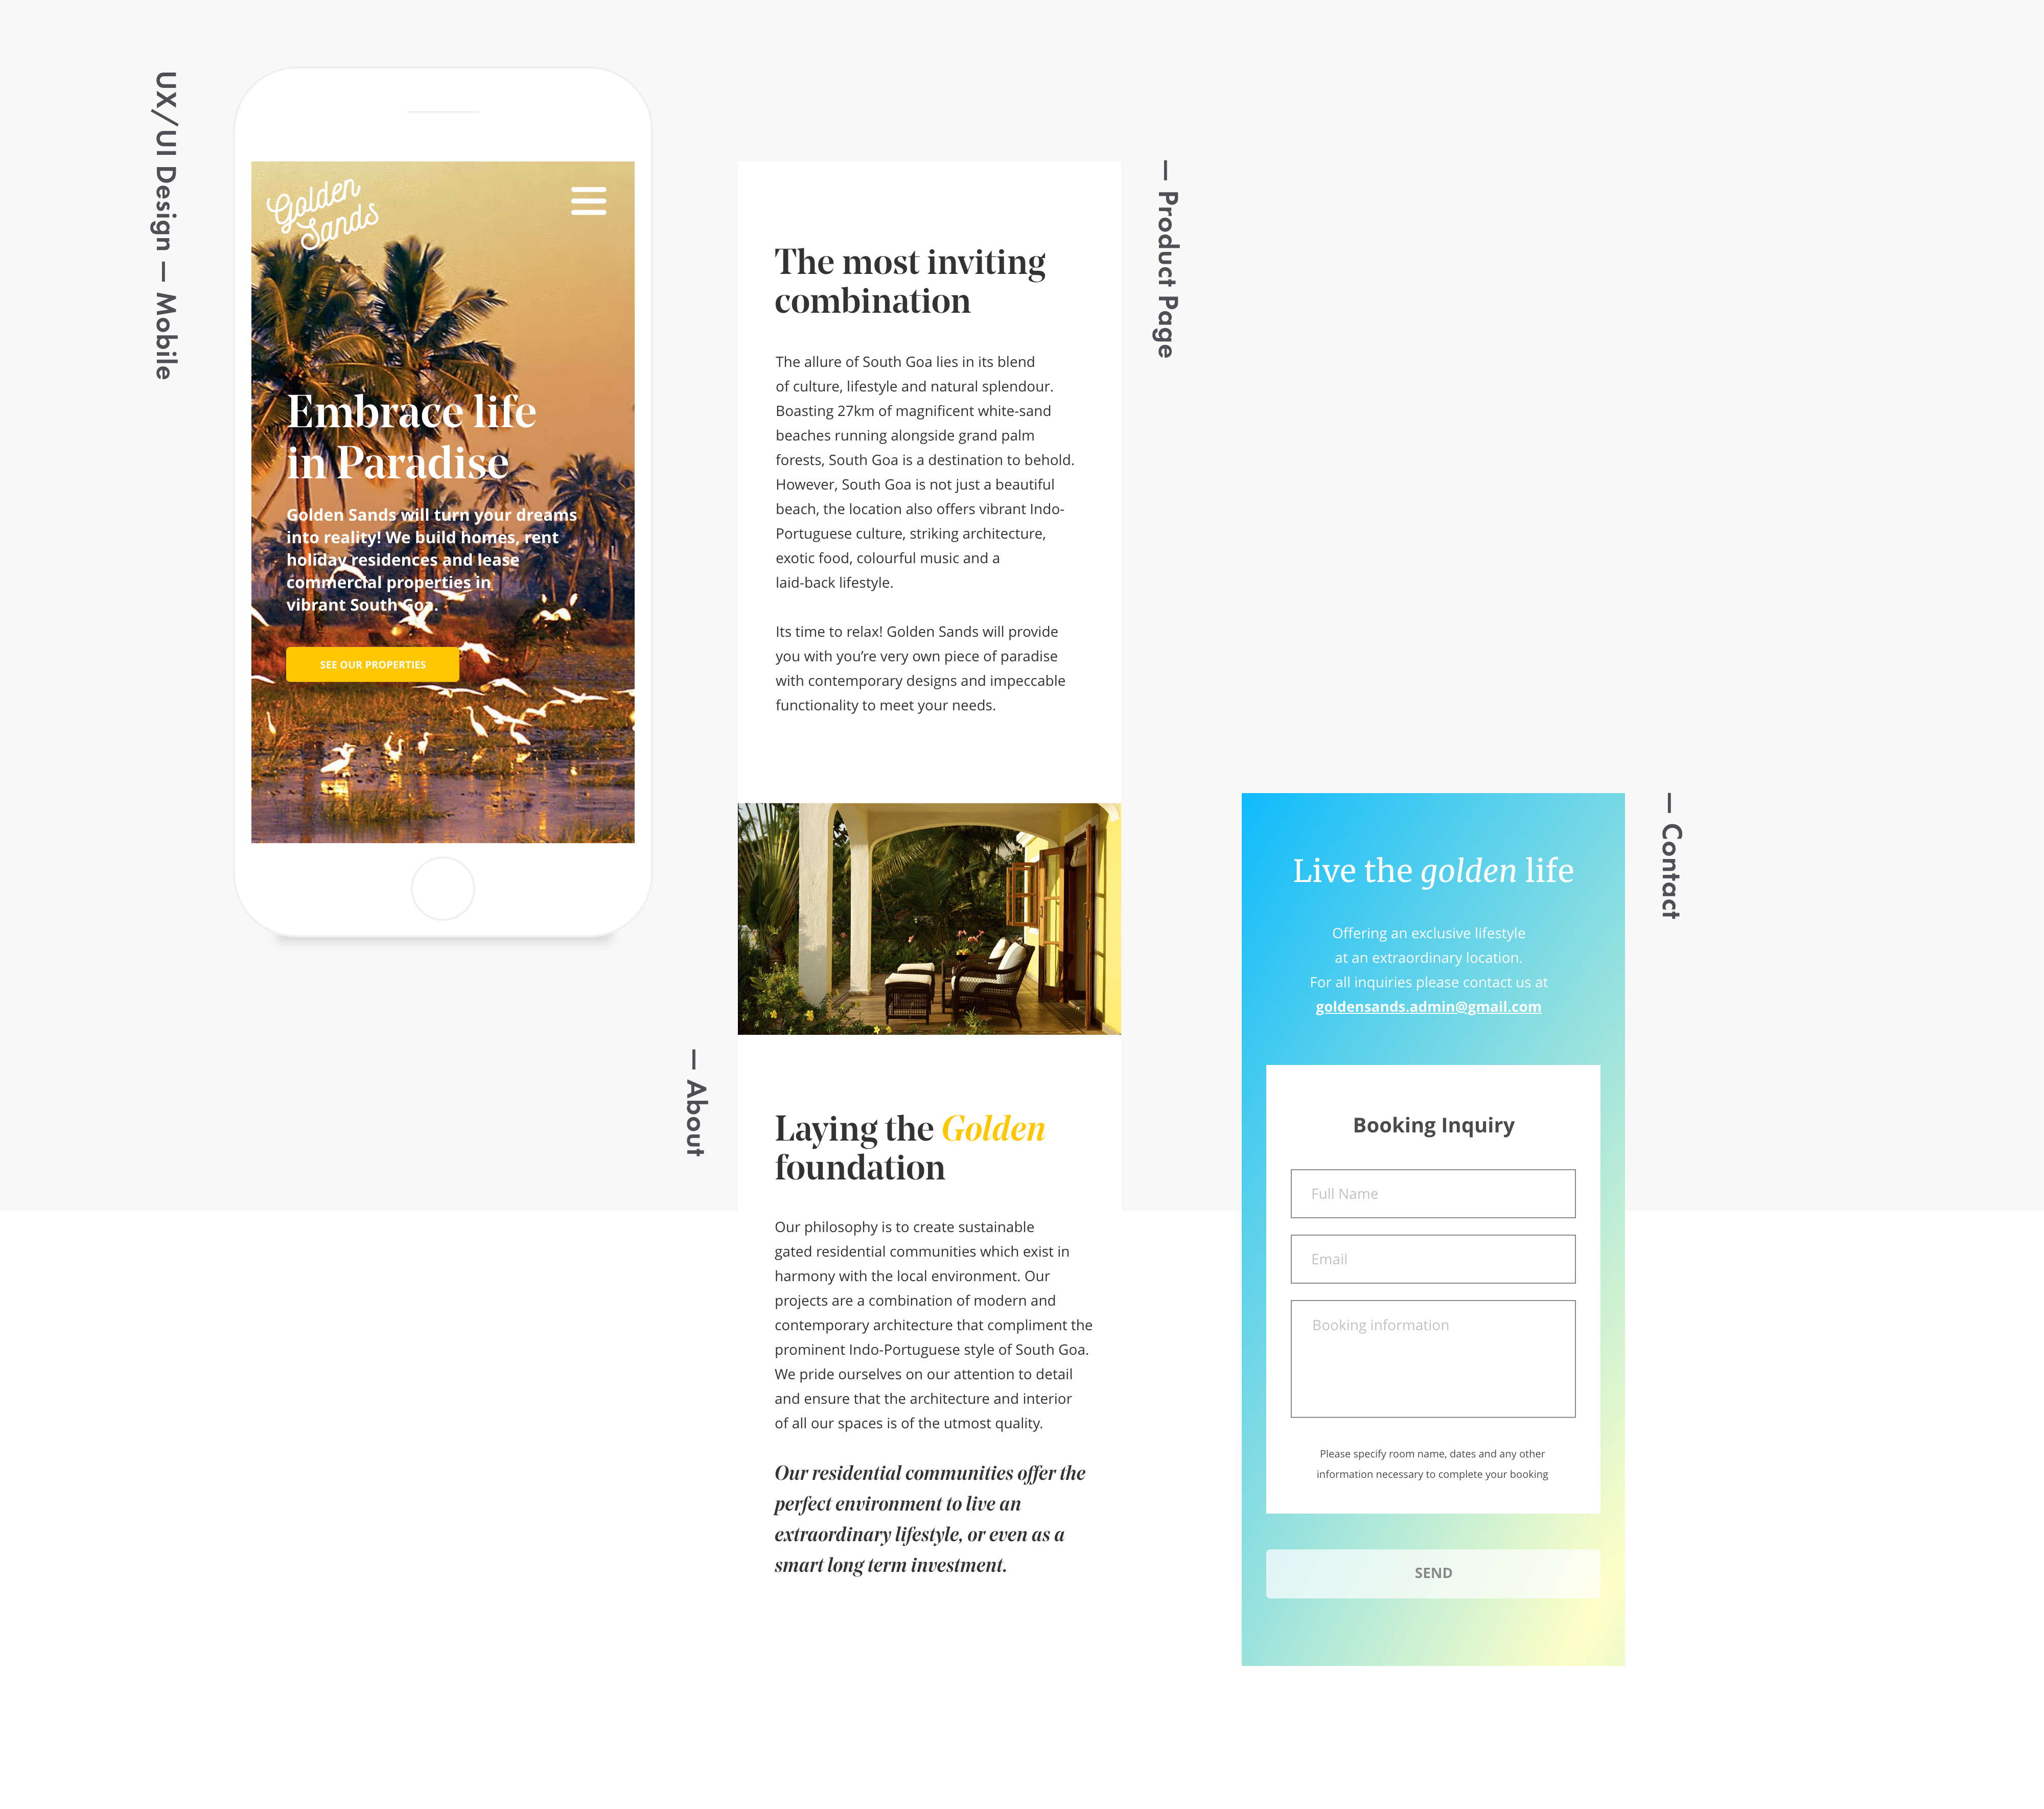 UX/UI Design — Mobile
Golden
Sands
Embrace life
in Paradise
Golden Sands will turn your dreams
into reality! We build homes, rent
holiday residences and lease
commercial properties in
vibrant South Goa.
SEE OUR PROPERTIES
— Product Page
The most inviting
combination
The allure of South Goa lies in its blend
of culture, lifestyle and natural splendour.
Boasting 27km of magnificent white-sand
beaches running alongside grand palm
forests, South Goa is a destination to behold.
However, South Goa is not just a beautiful
beach, the location also offers vibrant Indo-
Portuguese culture, striking architecture,
exotic food, colourful music and a
laid-back lifestyle.
Its time to relax! Golden Sands will provide
you with you’re very own piece of paradise
with contemporary designs and impeccable
functionality to meet your needs.
— About
Laying the Golden
foundation
Our philosophy is to create sustainable
gated residential communities which exist in
harmony with the local environment. Our
projects are a combination of modern and
contemporary architecture that compliment the
prominent Indo-Portuguese style of South Goa.
We pride ourselves on our attention to detail
and ensure that the architecture and interior
of all our spaces is of the utmost quality.
Our residential communities offer the
perfect environment to live an
extraordinary lifestyle, or even as a
smart long term investment.
— Contact
Live the golden life
Offering an exclusive lifestyle
at an extraordinary location.
For all inquiries please contact us at
goldensands.admin@gmail.com
Booking Inquiry
Full Name
Email
Booking information
Please specify room name, dates and any other
information necessary to complete your booking
SEND